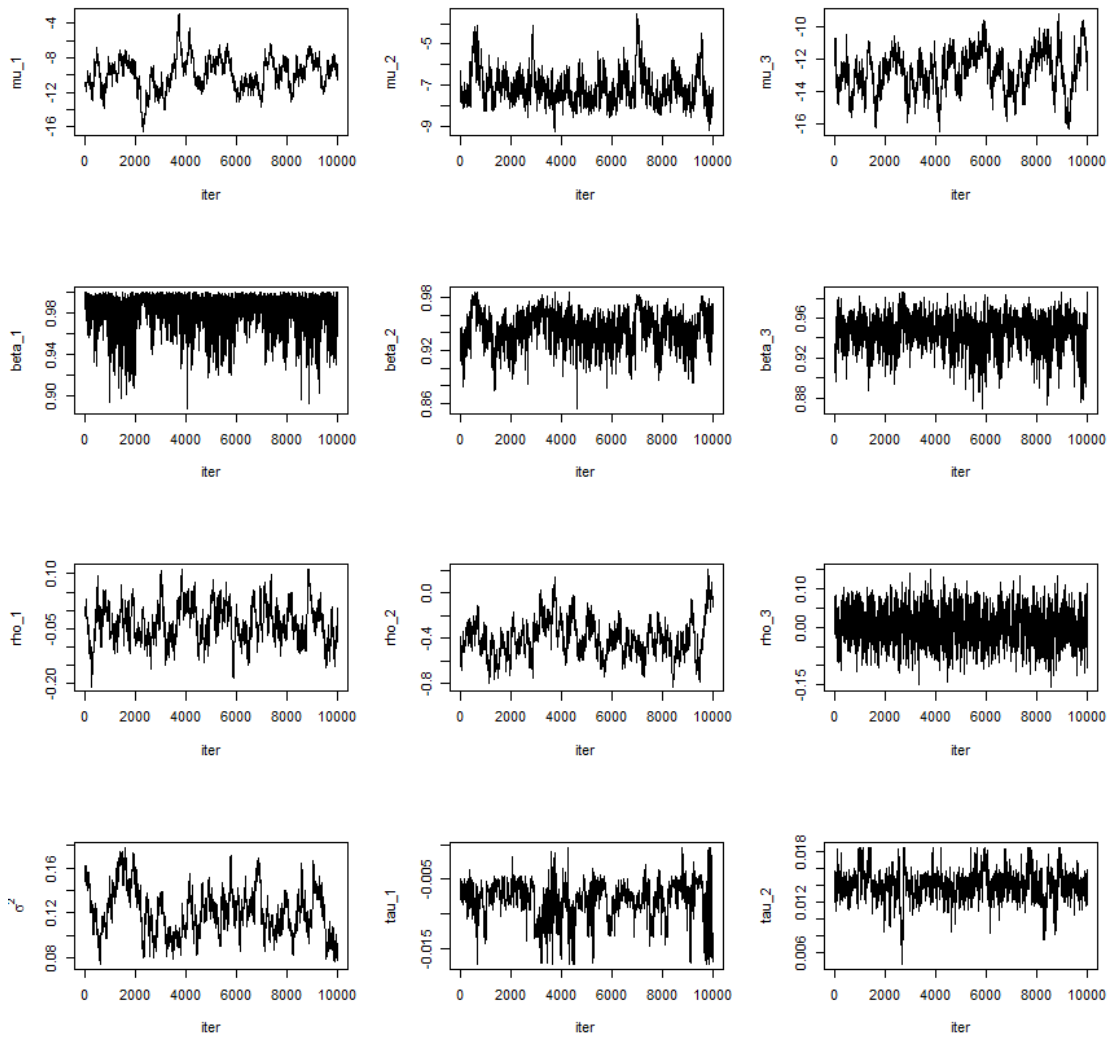 mu_1
-4
-8
-12
-16
0 2000 4000 6000 8000 10000
iter
mu_2
-5
-7
-9
0 2000 4000 6000 8000 10000
iter
mu_3
-10
-12
-14
-16
0 2000 4000 6000 8000 10000
iter
beta_1
0.98
0.94
0.90
0 2000 4000 6000 8000 10000
iter
beta_2
0.98
0.92
0.86
0 2000 4000 6000 8000 10000
iter
beta_3
0.96
0.92
0.88
0 2000 4000 6000 8000 10000
iter
rho_1
0.10
-0.05
-0.20
0 2000 4000 6000 8000 10000
iter
rho_2
0.0
-0.4
-0.8
0 2000 4000 6000 8000 10000
iter
rho_3
0.10
0.00
-0.15
0 2000 4000 6000 8000 10000
iter
σ²
0.16
0.12
0.08
0 2000 4000 6000 8000 10000
iter
tau_1
-0.005
-0.015
0 2000 4000 6000 8000 10000
iter
tau_2
0.018
0.012
0.006
0 2000 4000 6000 8000 10000
iter